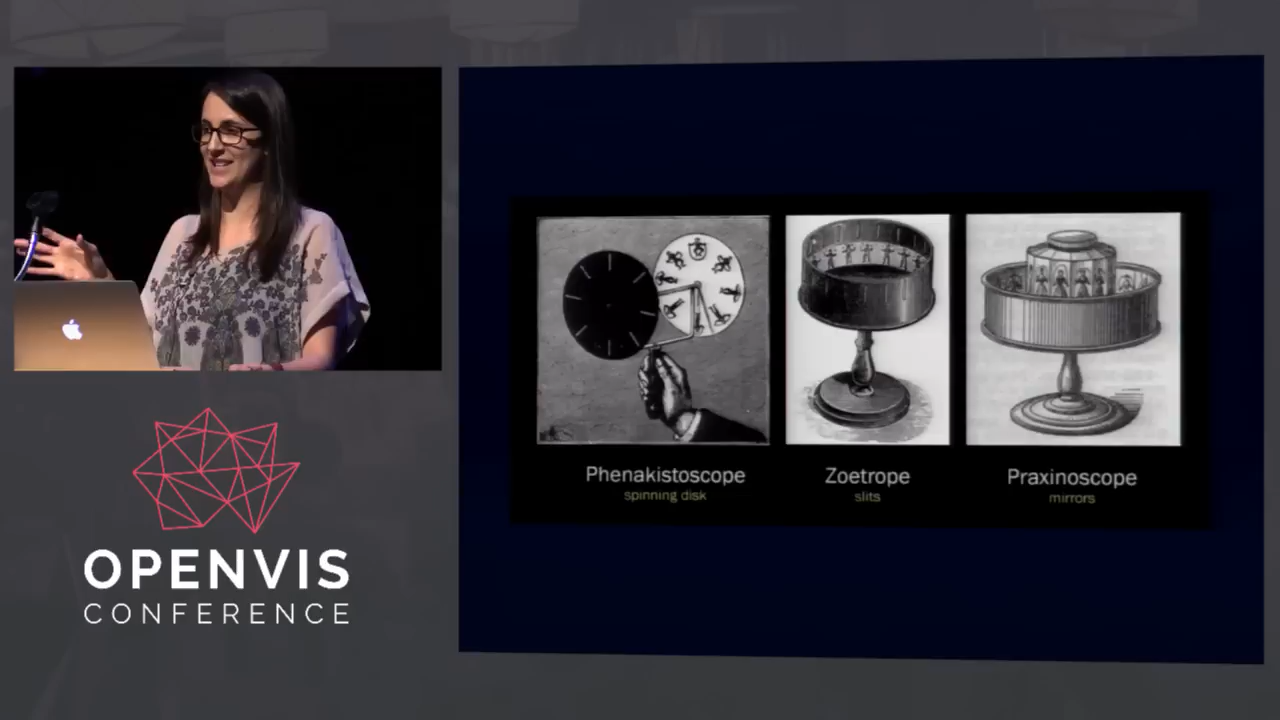 Phenakistoscope
spinning disk
Zoetrope
slits
Praxinoscope
mirrors
OPENVIS
CONFERENCE